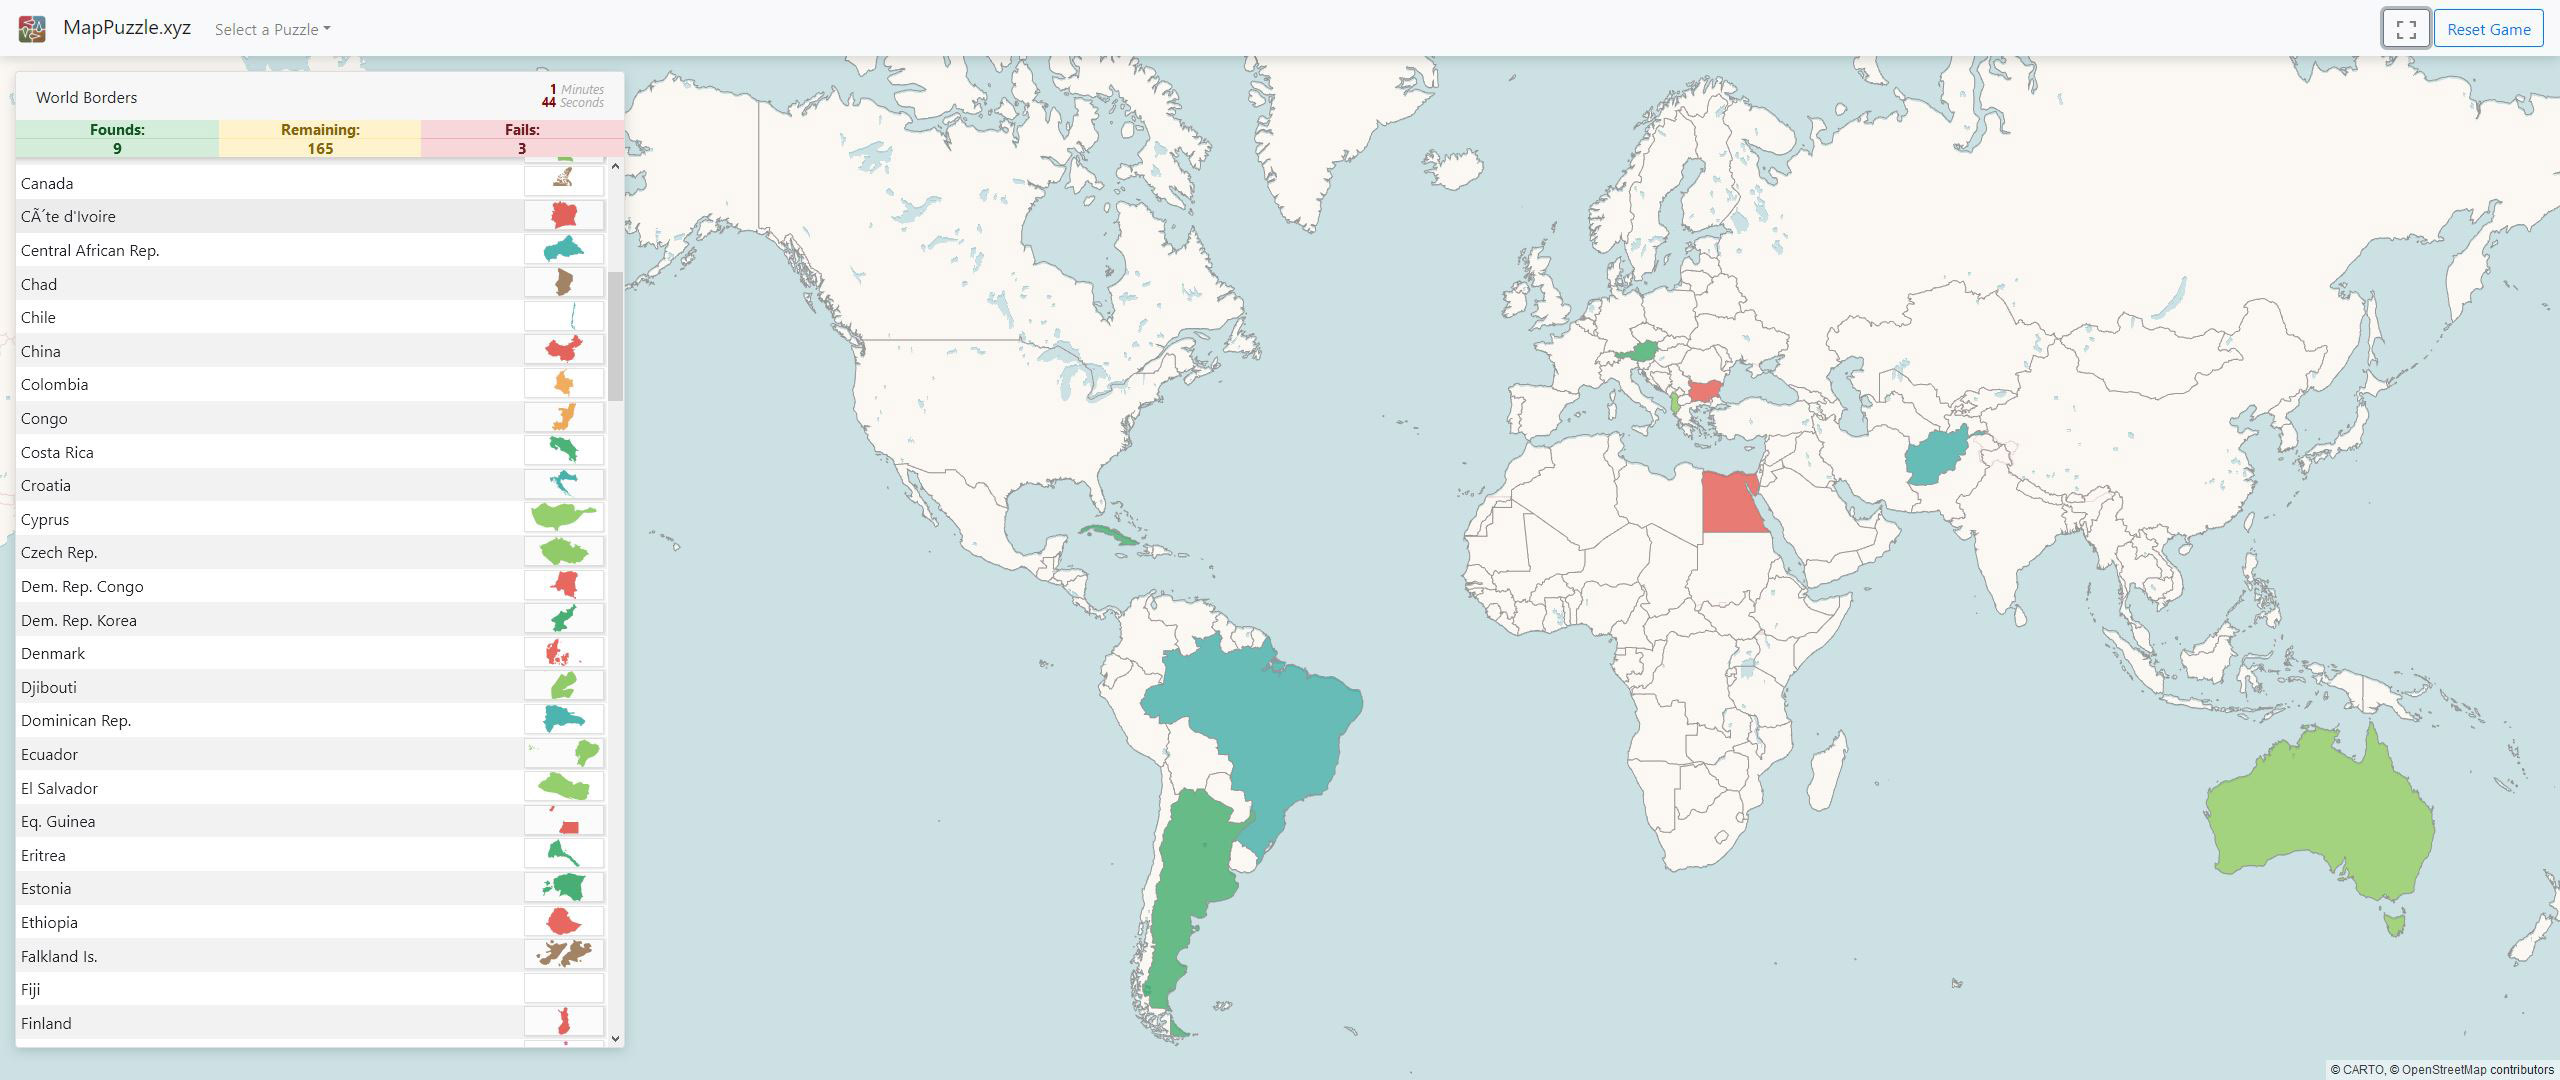 MapPuzzle.xyz Select a Puzzle Reset Game
World Borders
1 Minutes
44 Seconds
Founds: Remaining: Fails:
9 165 3
Canada
CÃ´te d'Ivoire
Central African Rep.
Chad
Chile
China
Colombia
Congo
Costa Rica
Croatia
Cyprus
Czech Rep.
Dem. Rep. Congo
Dem. Rep. Korea
Denmark
Djibouti
Dominican Rep.
Ecuador
El Salvador
Eq. Guinea
Eritrea
Estonia
Ethiopia
Falkland Is.
Fiji
Finland
© CARTO, © OpenStreetMap contributors